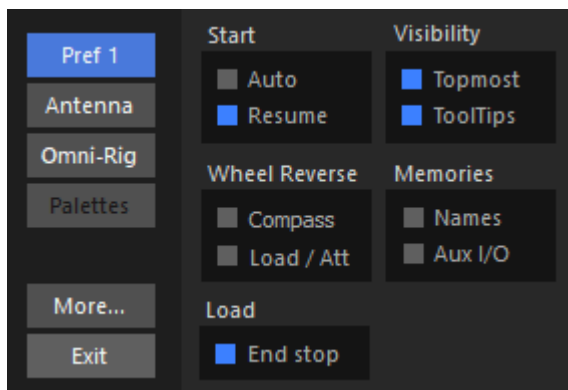 Pref 1
Antenna
Omni-Rig
Palettes
More...
Exit
Start
Auto
Resume
Visibility
Topmost
ToolTips
Wheel Reverse
Compass
Load / Att
Memories
Names
Aux I/O
Load
End stop